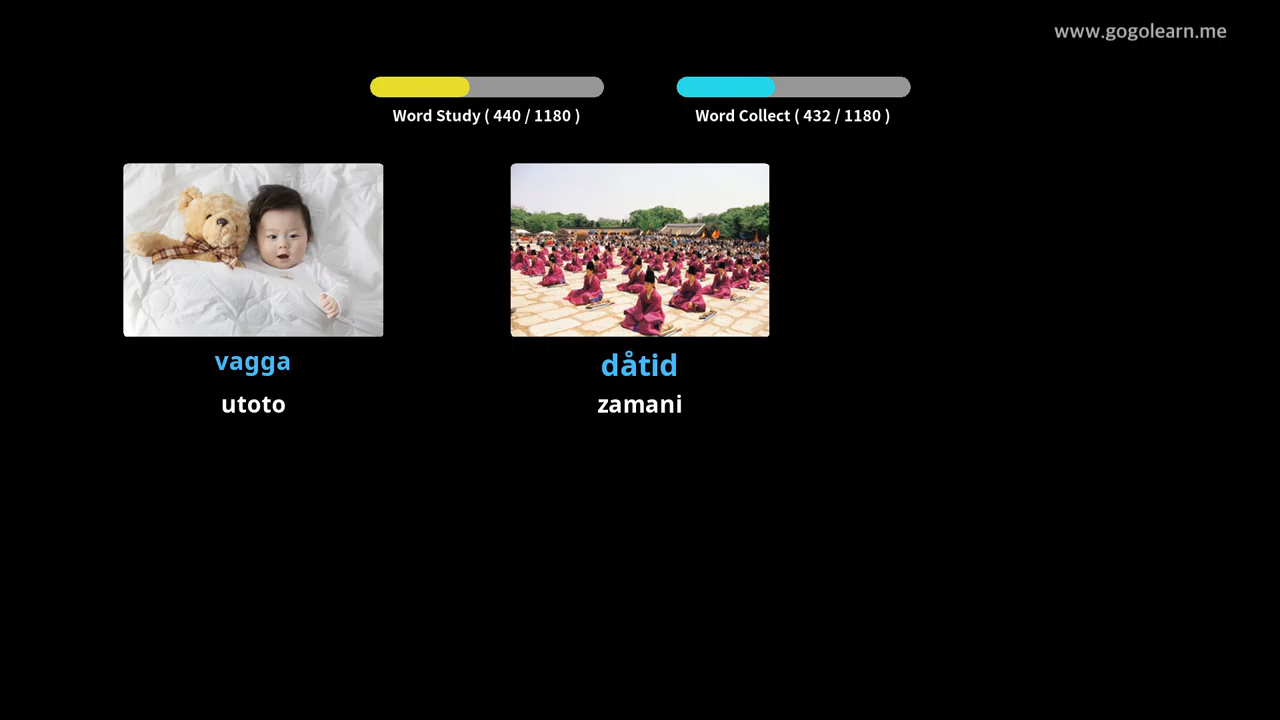 www.gogolearn.me
Word Study ( 440 / 1180 )
Word Collect ( 432 / 1180 )
vagga
utoto
dåtid
zamani